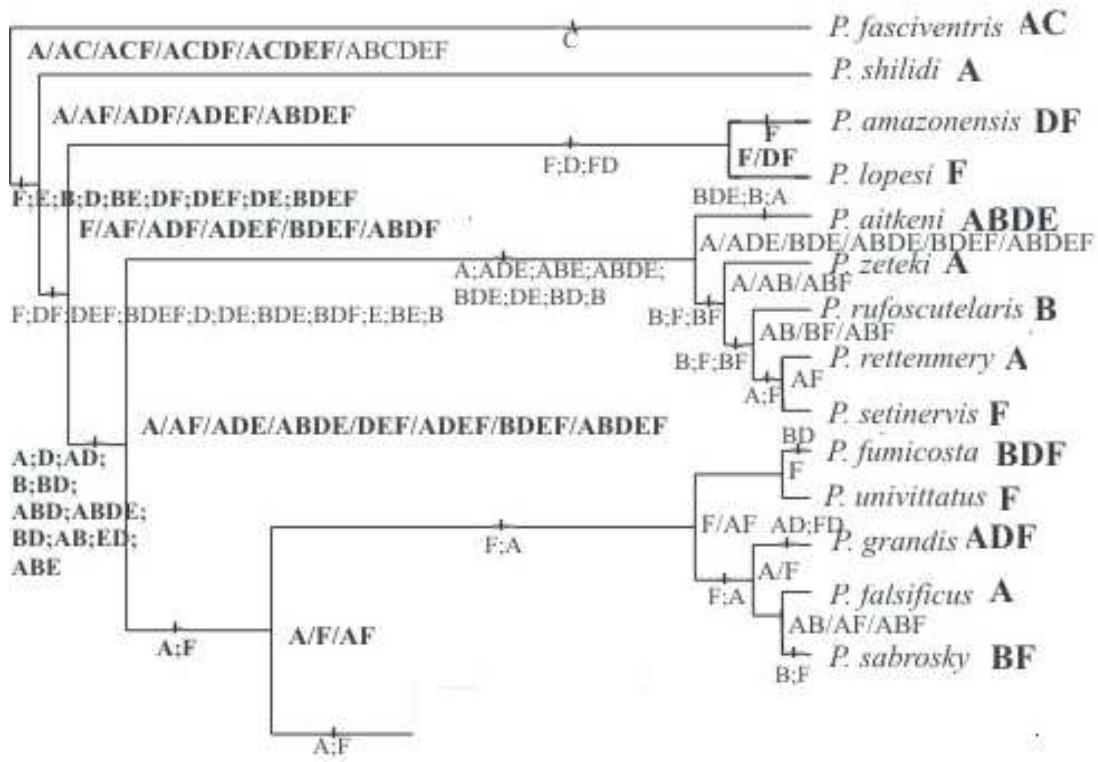 P. fasciventris AC
C
A/AC/ACF/ACDF/ACDEF/ABCDEF
P. shilidi A
A/AF/ADF/ADEF/ABDEF
P. amazonensis DF
F
F;D;FD
F/DF
P. lopesi F
F;E;B;D;BE;DF;DEF;DE;BDEF
BDE;B;A
P. aitkeni ABDE
F/AF/ADF/ADEF/BDEF/ABDF
A/ADE/BDE/ABDE/BDEF/ABDEF
A;ADE;ABE;ABDE;
BDE;DE;BD;B
P. zeteki A
A/AB/ABF
F;DF;DEF;BDEF;D;DE;BDE;BDF;E;BE;B
B;F;BF
P. rufoscutelaris B
AB/BF/ABF
B;F;BF
P. rettenmery A
AF
A;F
P. setinervis F
A/AF/ADE/ABDE/DEF/ADEF/BDEF/ABDEF
BD
P. fumicosta BDF
F
A;D;AD;
B;BD;
ABD;ABDE;
BD;AB;ED;
ABE
P. univittatus F
F/AF
AD;FD
P. grandis ADF
F;A
A/F
F;A
P. falsificus A
AB/AF/ABF
A/F/AF
A;F
P. sabrosky BF
B;F
A;F